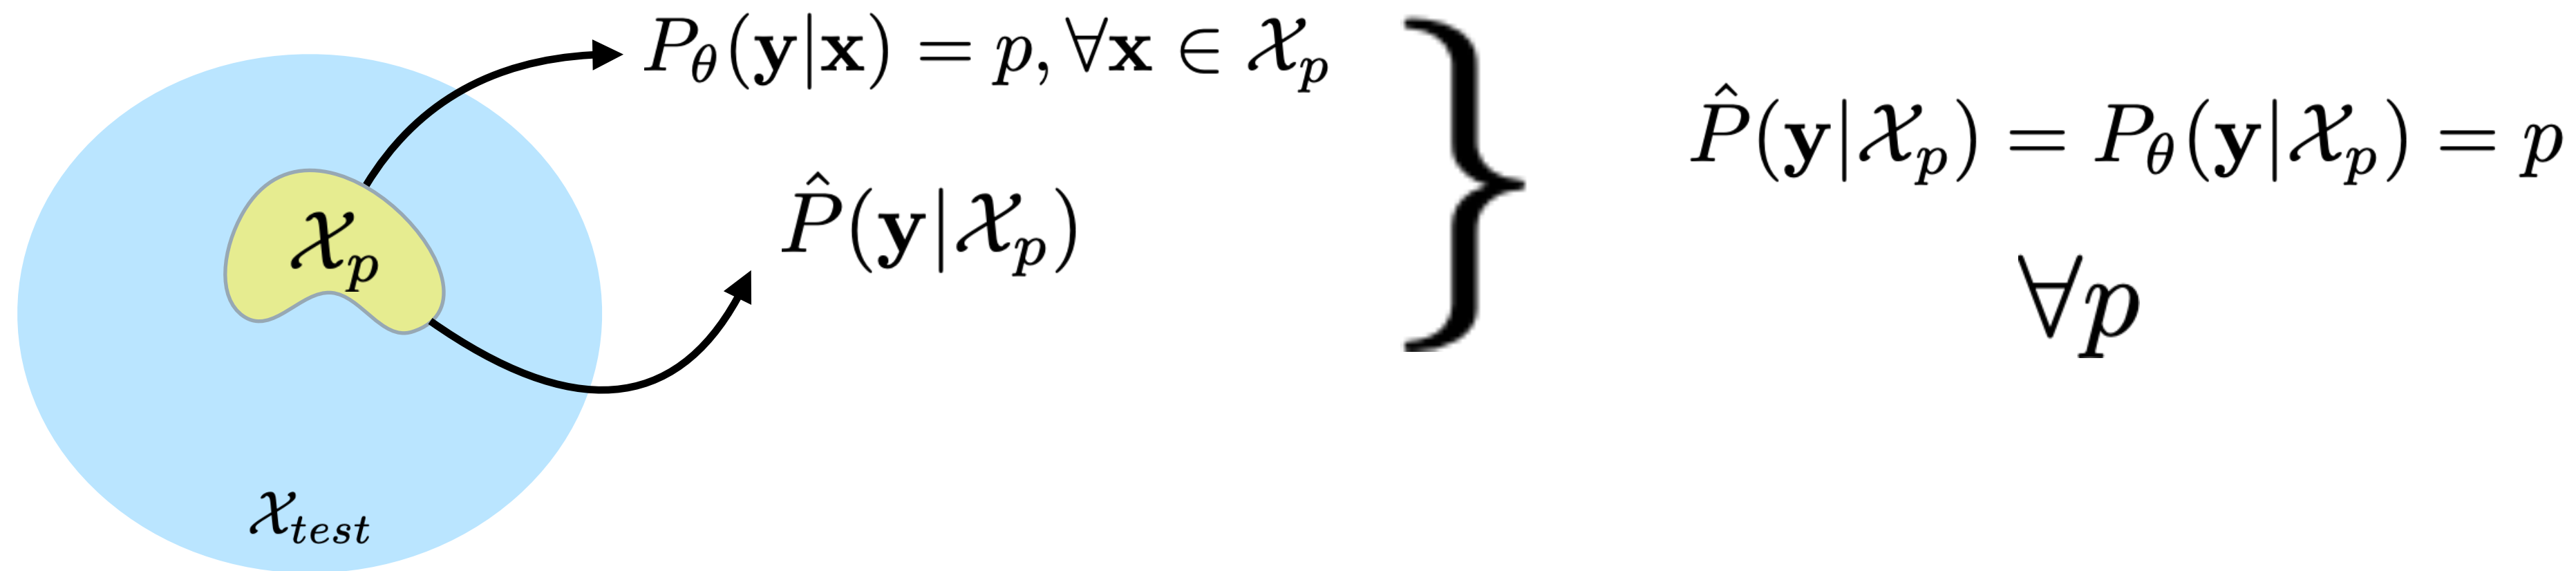 P_θ(y|x) = p, ∀x ∈ 𝒳_p
P̂(y|𝒳_p)
P̂(y|𝒳_p) = P_θ(y|𝒳_p) = p
∀p
𝒳_p
𝒳_test